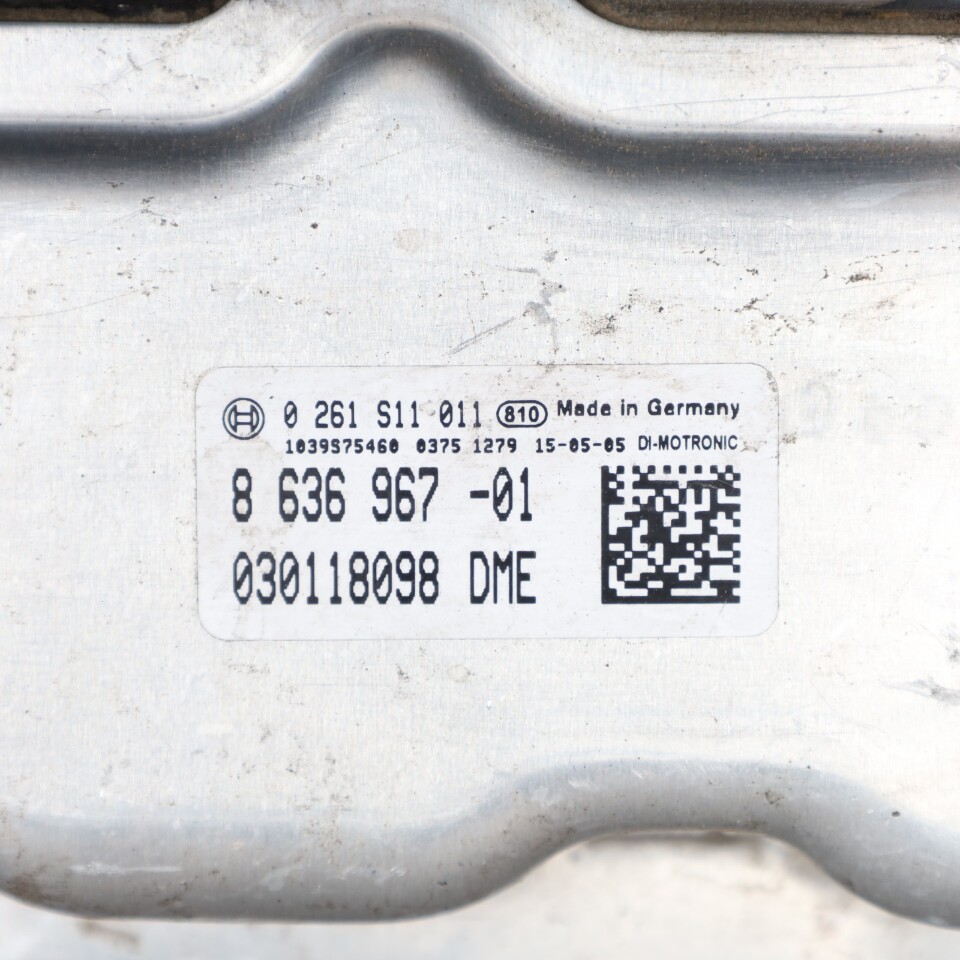 0 261 S11 011 810 Made in Germany
1039S75460 0375 1279 15-05-05 DI-MOTRONIC
8 636 967 -01
030118098 DME